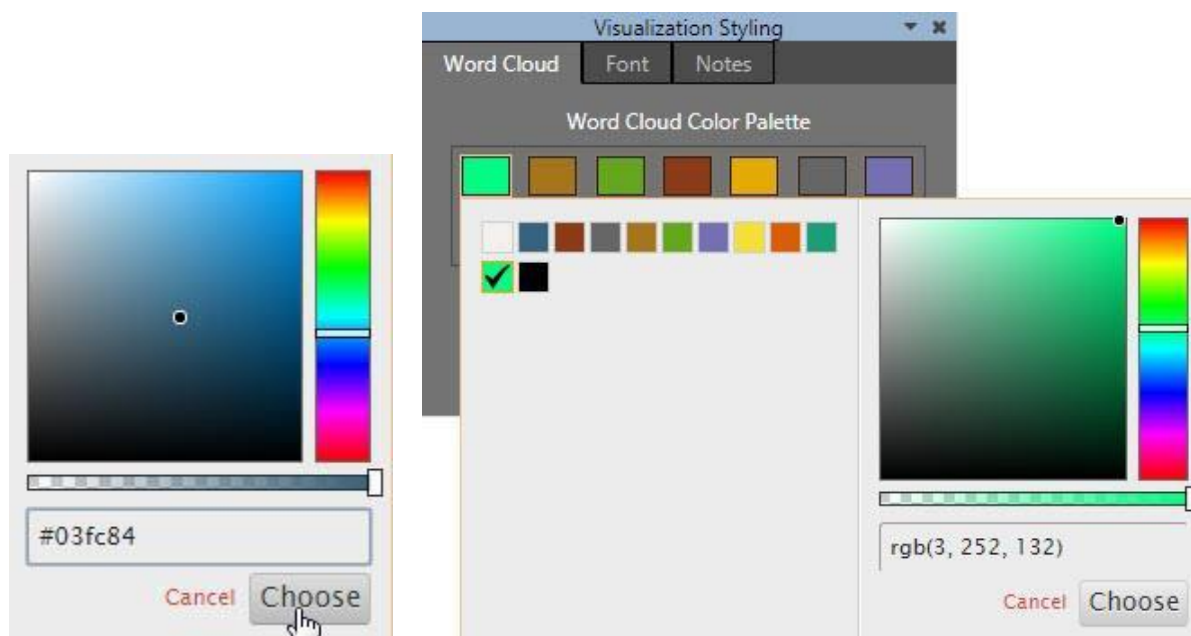 Visualization Styling
Word Cloud Font Notes
Word Cloud Color Palette
#03fc84
Cancel Choose
rgb(3, 252, 132)
Cancel Choose